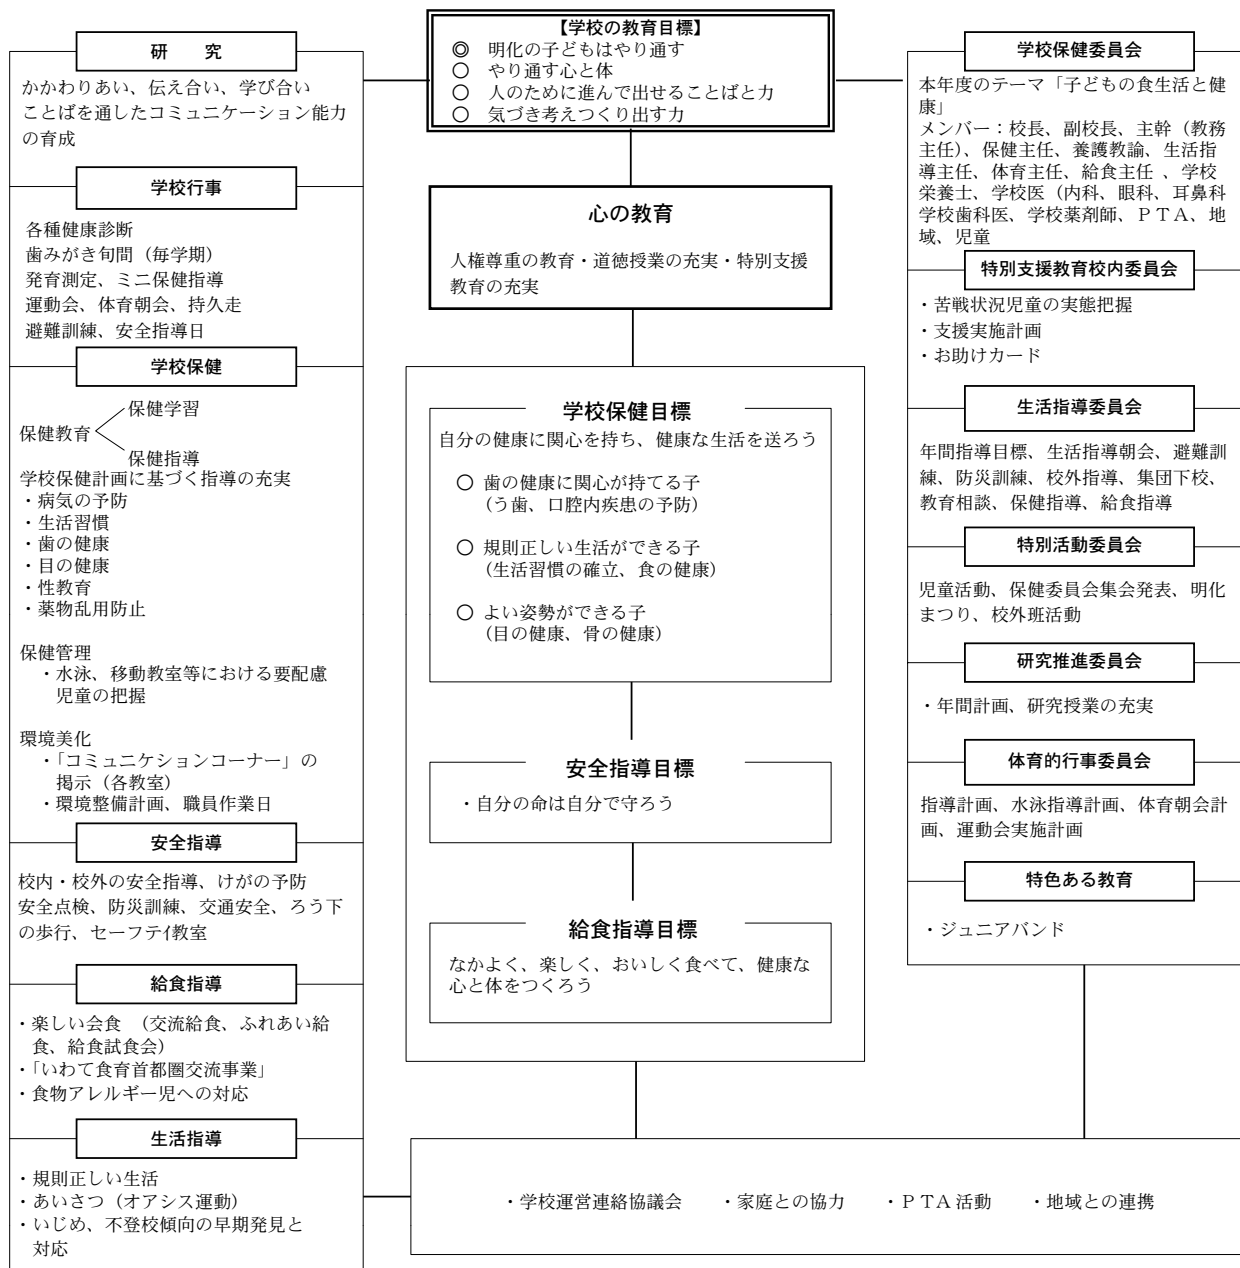 【学校の教育目標】
◎ 明化の子どもはやり通す
○ やり通す心と体
○ 人のために進んで出せることばと力
○ 気づき考えつくり出す力
研 究
かかわりあい、伝え合い、学び合い
ことばを通したコミュニケーション能力
の育成
学校行事
各種健康診断
歯みがき旬間（毎学期）
発育測定、ミニ保健指導
運動会、体育朝会、持久走
避難訓練、安全指導日
学校保健
保健学習
保健教育
保健指導
学校保健計画に基づく指導の充実
・病気の予防
・生活習慣
・歯の健康
・目の健康
・性教育
・薬物乱用防止
保健管理
・水泳、移動教室等における要配慮
児童の把握
環境美化
・「コミュニケションコーナー」の
掲示（各教室）
・環境整備計画、職員作業日
安全指導
校内・校外の安全指導、けがの予防
安全点検、防災訓練、交通安全、ろう下
の歩行、セーフティ教室
給食指導
・楽しい会食 （交流給食、ふれあい給
食、給食試食会）
・「いわて食育首都圏交流事業」
・食物アレルギー児への対応
生活指導
・規則正しい生活
・あいさつ（オアシス運動）
・いじめ、不登校傾向の早期発見と
対応
心の教育
人権尊重の教育・道徳授業の充実・特別支援
教育の充実
学校保健目標
自分の健康に関心を持ち、健康な生活を送ろう
○ 歯の健康に関心が持てる子
（う歯、口腔内疾患の予防）
○ 規則正しい生活ができる子
（生活習慣の確立、食の健康）
○ よい姿勢ができる子
（目の健康、骨の健康）
安全指導目標
・自分の命は自分で守ろう
給食指導目標
なかよく、楽しく、おいしく食べて、健康な
心と体をつくろう
学校保健委員会
本年度のテーマ「子どもの食生活と健
康」
メンバー：校長、副校長、主幹（教務
主任）、保健主任、養護教諭、生活指
導主任、体育主任、給食主任 、学校
栄養士、学校医（内科、眼科、耳鼻科
学校歯科医、学校薬剤師、ＰＴＡ、地
域、児童
特別支援教育校内委員会
・苦戦状況児童の実態把握
・支援実施計画
・お助けカード
生活指導委員会
年間指導目標、生活指導朝会、避難訓
練、防災訓練、校外指導、集団下校、
教育相談、保健指導、給食指導
特別活動委員会
児童活動、保健委員会集会発表、明化
まつり、校外班活動
研究推進委員会
・年間計画、研究授業の充実
体育的行事委員会
指導計画、水泳指導計画、体育朝会計
画、運動会実施計画
特色ある教育
・ジュニアバンド
・学校運営連絡協議会 ・家庭との協力 ・ＰＴＡ活動 ・地域との連携